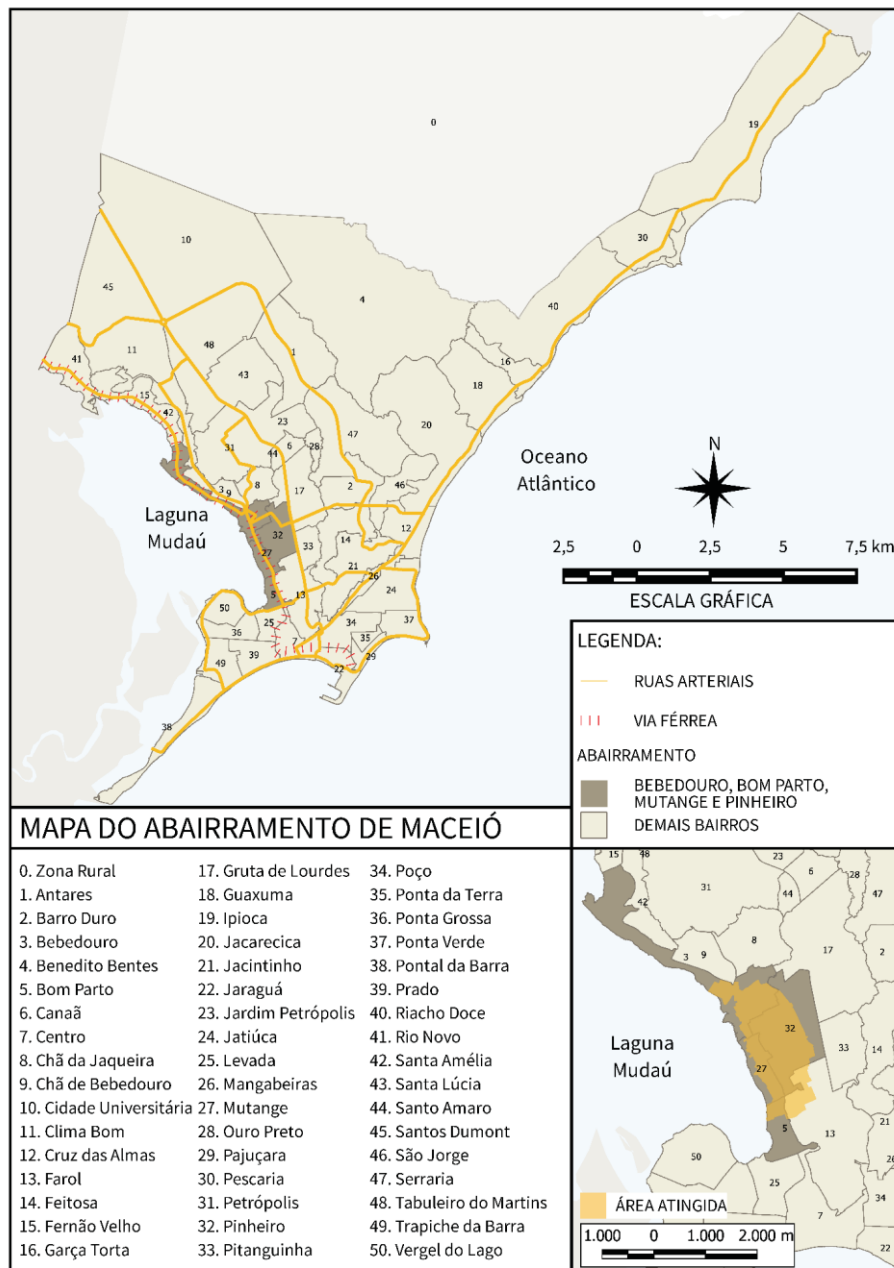 0
19
30
10
40
45
4
16
48
1
11
18
43
41
20
15
23
42
47
6
44
31
28
46
17
2
8
3
9
12
32
14
33
27
21
26
24
5
13
50
25
34
37
36
35
7
39
49
29
22
38
Oceano
Atlântico
Laguna
Mudaú
N
2,5 0 2,5 5 7,5 km
ESCALA GRÁFICA
LEGENDA:
RUAS ARTERIAIS
VIA FÉRREA
ABAIRRAMENTO
BEBEDOURO, BOM PARTO,
MUTANGE E PINHEIRO
DEMAIS BAIRROS
MAPA DO ABAIRRAMENTO DE MACEIÓ
0. Zona Rural
1. Antares
2. Barro Duro
3. Bebedouro
4. Benedito Bentes
5. Bom Parto
6. Canaã
7. Centro
8. Chã da Jaqueira
9. Chã de Bebedouro
10. Cidade Universitária
11. Clima Bom
12. Cruz das Almas
13. Farol
14. Feitosa
15. Fernão Velho
16. Garça Torta
17. Gruta de Lourdes
18. Guaxuma
19. Ipioca
20. Jacarecica
21. Jacintinho
22. Jaraguá
23. Jardim Petrópolis
24. Jatiúca
25. Levada
26. Mangabeiras
27. Mutange
28. Ouro Preto
29. Pajuçara
30. Pescaria
31. Petrópolis
32. Pinheiro
33. Pitanguinha
34. Poço
35. Ponta da Terra
36. Ponta Grossa
37. Ponta Verde
38. Pontal da Barra
39. Prado
40. Riacho Doce
41. Rio Novo
42. Santa Amélia
43. Santa Lúcia
44. Santo Amaro
45. Santos Dumont
46. São Jorge
47. Serraria
48. Tabuleiro do Martins
49. Trapiche da Barra
50. Vergel do Lago
15
48
23
6
28
31
44
47
42
8
3
9
17
2
32
33
14
27
5
13
21
26
50
25
34
7
22
Laguna
Mudaú
ÁREA ATINGIDA
1.000 0 1.000 2.000 m